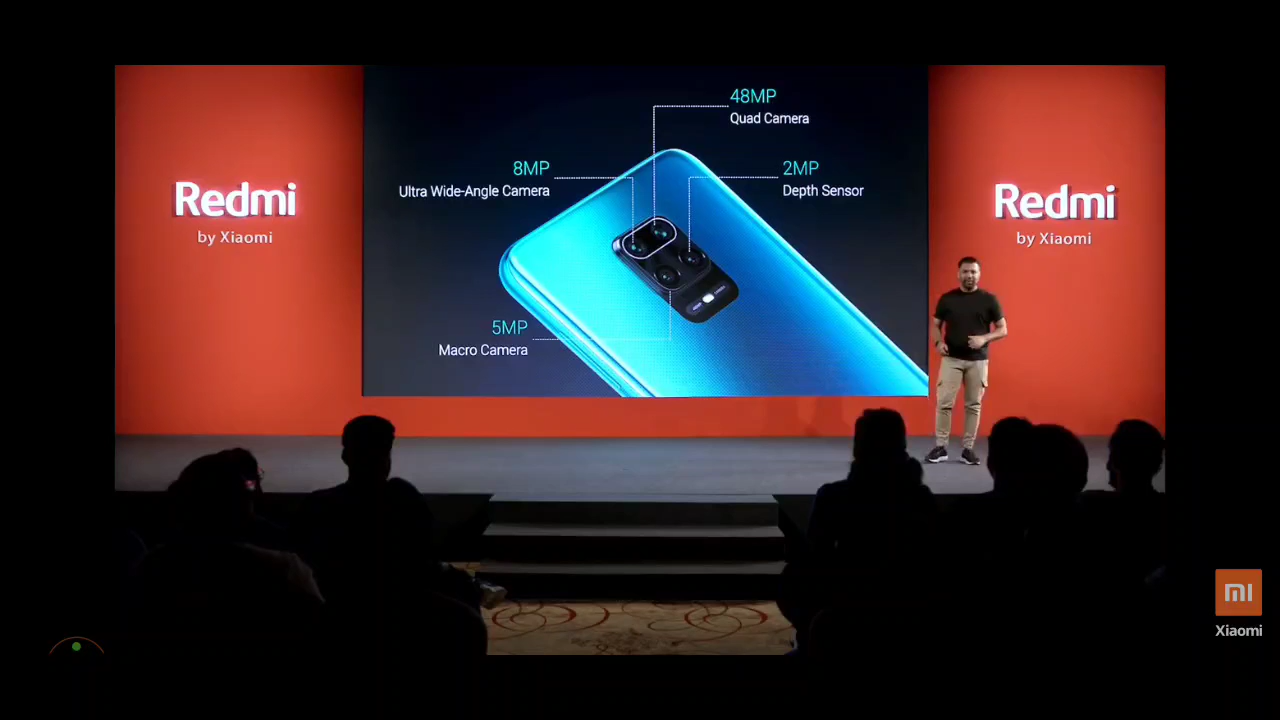 48MP
Quad Camera
8MP
Ultra Wide-Angle Camera
2MP
Depth Sensor
Redmi
by Xiaomi
Redmi
by Xiaomi
5MP
Macro Camera
MI
Xiaomi